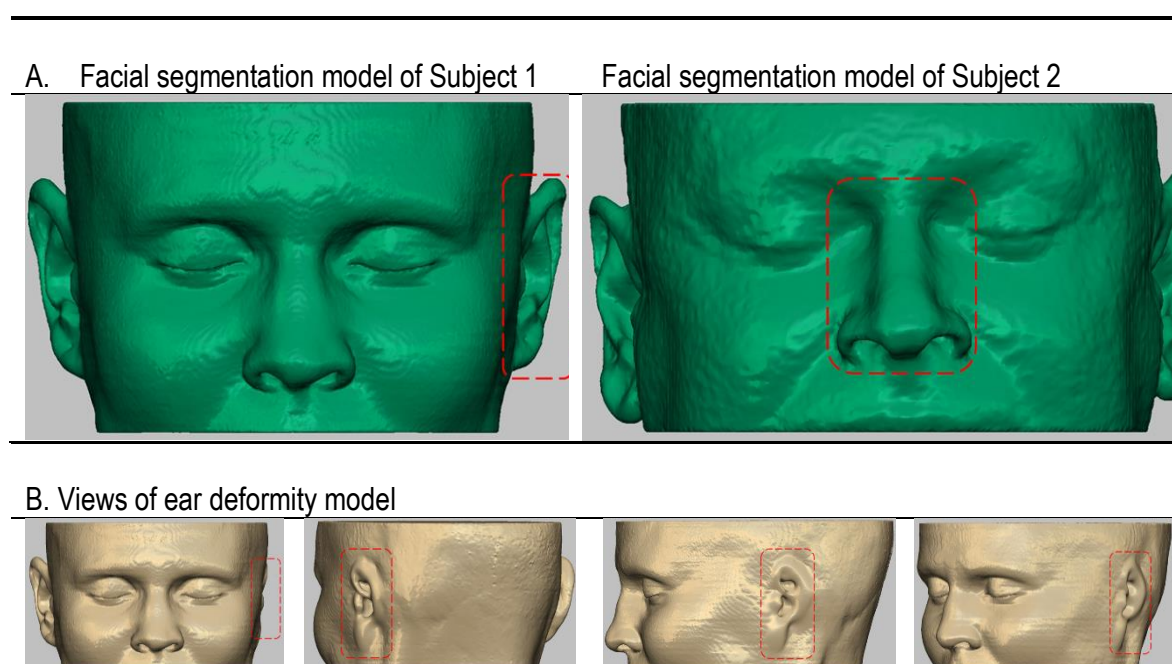 A. Facial segmentation model of Subject 1 Facial segmentation model of Subject 2
B. Views of ear deformity model